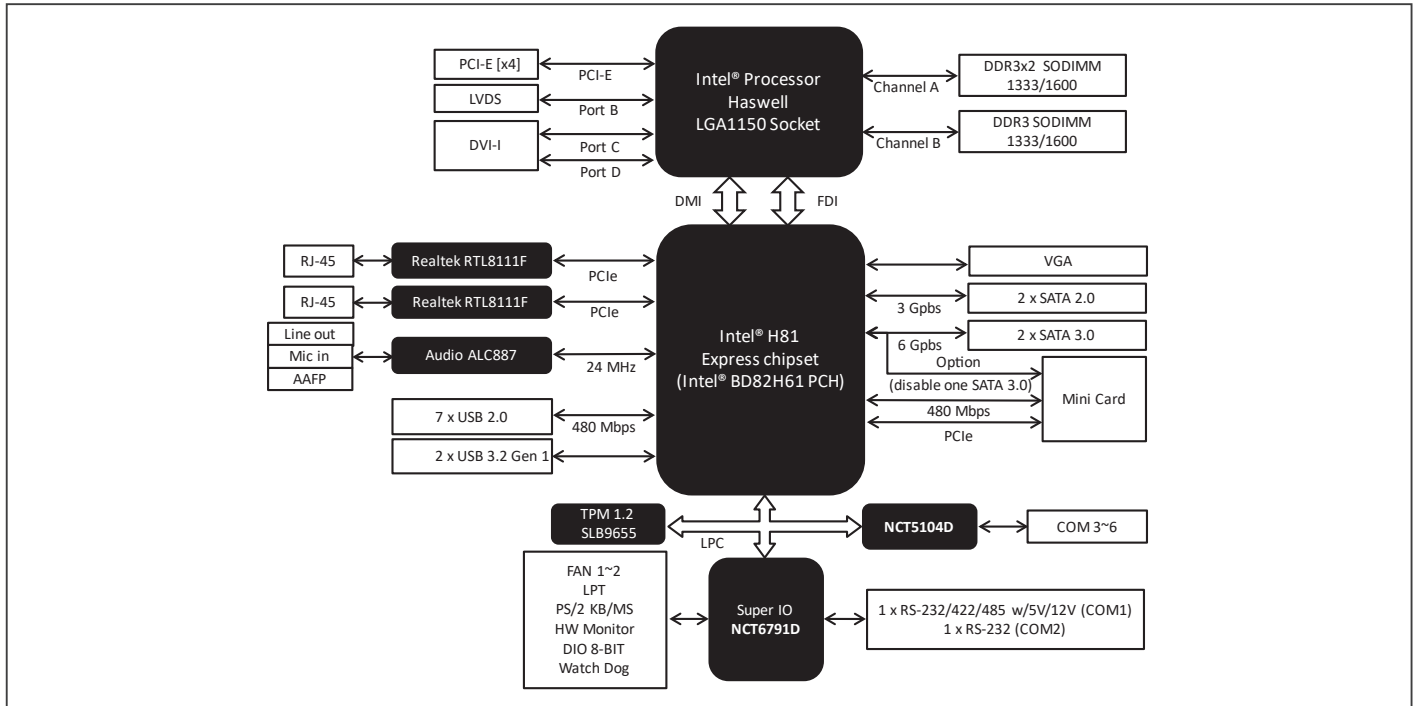 PCI-E [x4]
PCI-E
LVDS
Port B
DVI-I
Port C
Port D
Intel® Processor
Haswell
LGA1150 Socket
Channel A
DDR3x2 SODIMM
1333/1600
Channel B
DDR3 SODIMM
1333/1600
DMI
FDI
RJ-45
Realtek RTL8111F
PCIe
RJ-45
Realtek RTL8111F
PCIe
Line out
Mic in
AAFP
Audio ALC887
24 MHz
7 x USB 2.0
480 Mbps
2 x USB 3.2 Gen 1
Intel® H81
Express chipset
(Intel® BD82H61 PCH)
VGA
3 Gpbs
2 x SATA 2.0
6 Gpbs
2 x SATA 3.0
Option
(disable one SATA 3.0)
480 Mbps
PCIe
Mini Card
TPM 1.2
SLB9655
LPC
NCT5104D
COM 3~6
FAN 1~2
LPT
PS/2 KB/MS
HW Monitor
DIO 8-BIT
Watch Dog
Super IO
NCT6791D
1 x RS-232/422/485 w/5V/12V (COM1)
1 x RS-232 (COM2)